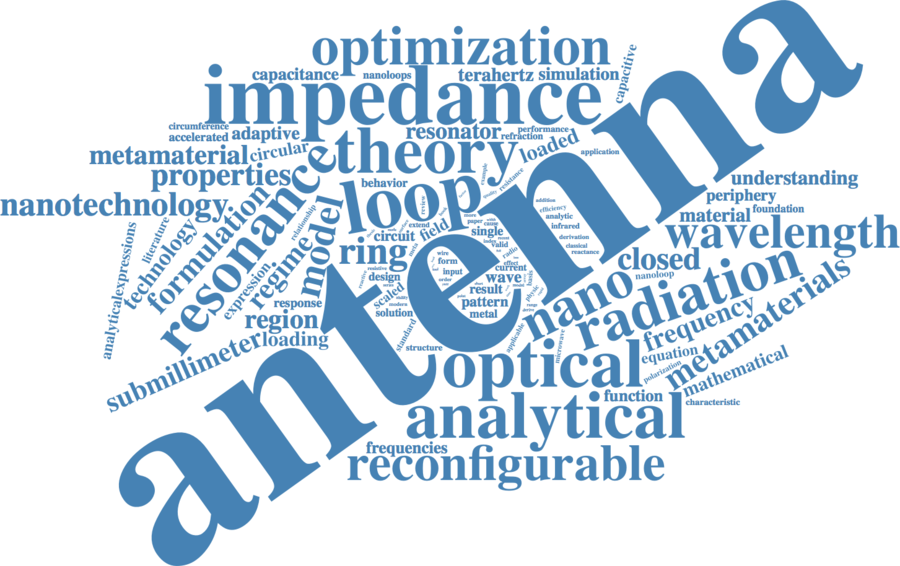 optimization
capacitance
nanoloops
terahertz
simulation
capacitive
impedance
antenna
circumference
accelerated
adaptive
resonator
performance
refraction
loaded
application
theory
metamaterial
circular
properties
behavior
loop
resistance
understanding
periphery
nanotechnology
formulation
resonance
relationship
model
ring
circuit
field
extend
review
single
paper
more
cause
valid
addition
efficiency
analytic
infrared
derivation
classical
reactance
material
foundation
wavelength
analyticalexpressions
literature
technology
expression
regime
response
design
scaled
solution
modern
wire
form
input
order
radio
effect
current
wave
result
pattern
metal
closed
nanoloop
nano
radiation
frequency
metamaterials
region
loading
submillimeter
standard
structure
applicable
microwave
optical
equation
polarization
mathematical
function
characteristic
analytical
frequencies
reconfigurable